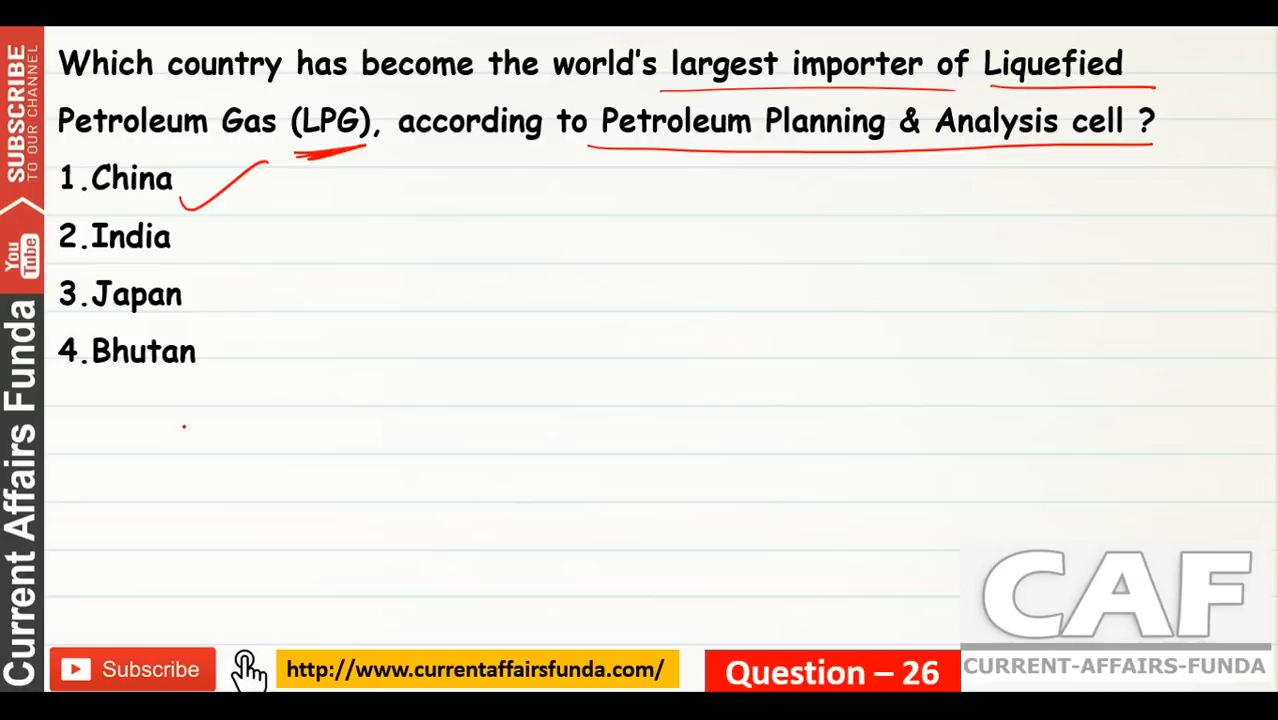 Which country has become the world's largest importer of Liquefied
Petroleum Gas (LPG), according to Petroleum Planning & Analysis cell ?
1.China
2.India
3.Japan
4.Bhutan
SUBSCRIBE
TO OUR CHANNEL
You
Tube
Current Affairs Funda
CAF
CURRENT-AFFAIRS-FUNDA
Subscribe
http://www.currentaffairsfunda.com/
Question – 26